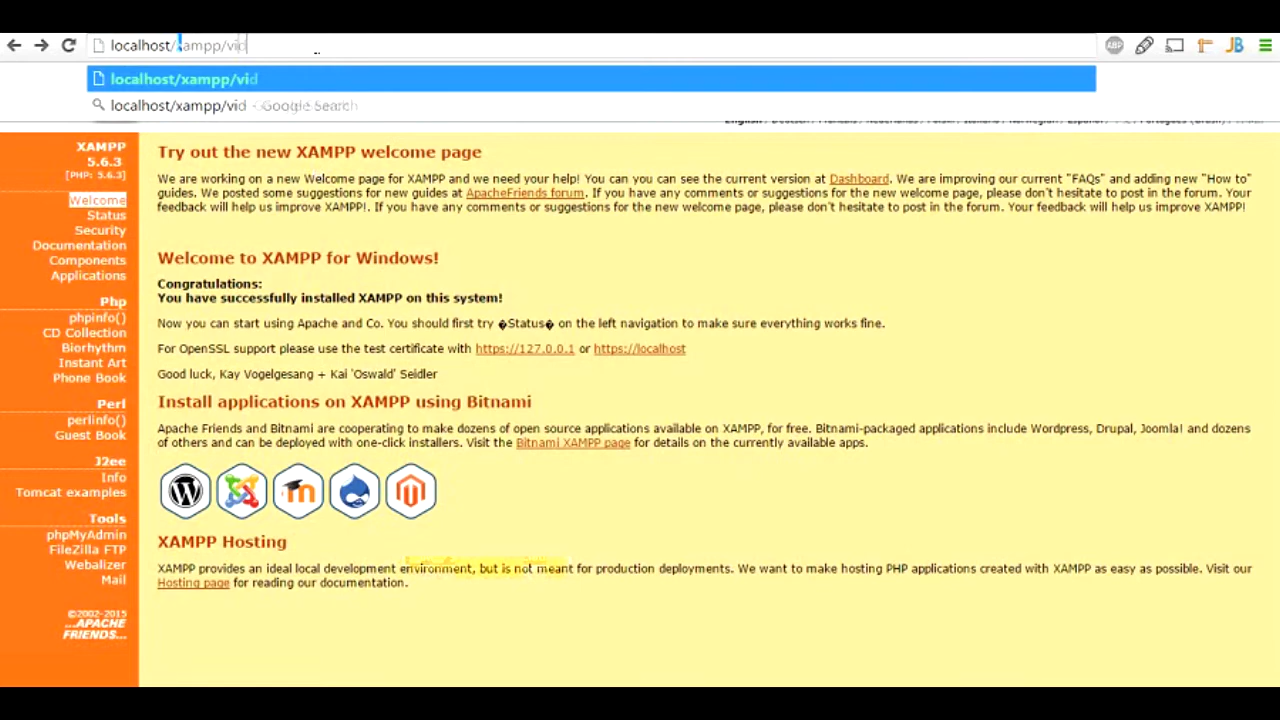 localhost/xampp/vid
localhost/xampp/vid
localhost/xampp/vid - Google Search
XAMPP
5.6.3
[PHP: 5.6.3]
Welcome
Status
Security
Documentation
Components
Applications
Php
phpinfo()
CD Collection
Biorhythm
Instant Art
Phone Book
Perl
perlinfo()
Guest Book
J2ee
Info
Tomcat examples
Tools
phpMyAdmin
FileZilla FTP
Webalizer
Mail
©2002-2015
...APACHE
FRIENDS...
Try out the new XAMPP welcome page
We are working on a new Welcome page for XAMPP and we need your help! You can you can see the current version at Dashboard. We are improving our current "FAQs" and adding new "How to"
guides. We posted some suggestions for new guides at ApacheFriends forum. If you have any comments or suggestions for the new welcome page, please don't hesitate to post in the forum. Your
feedback will help us improve XAMPP!. If you have any comments or suggestions for the new welcome page, please don't hesitate to post in the forum. Your feedback will help us improve XAMPP!
Welcome to XAMPP for Windows!
Congratulations:
You have successfully installed XAMPP on this system!
Now you can start using Apache and Co. You should first try �Status� on the left navigation to make sure everything works fine.
For OpenSSL support please use the test certificate with https://127.0.0.1 or https://localhost
Good luck, Kay Vogelgesang + Kai 'Oswald' Seidler
Install applications on XAMPP using Bitnami
Apache Friends and Bitnami are cooperating to make dozens of open source applications available on XAMPP, for free. Bitnami-packaged applications include Wordpress, Drupal, Joomla! and dozens
of others and can be deployed with one-click installers. Visit the Bitnami XAMPP page for details on the currently available apps.
XAMPP Hosting
XAMPP provides an ideal local development environment, but is not meant for production deployments. We want to make hosting PHP applications created with XAMPP as easy as possible. Visit our
Hosting page for reading our documentation.